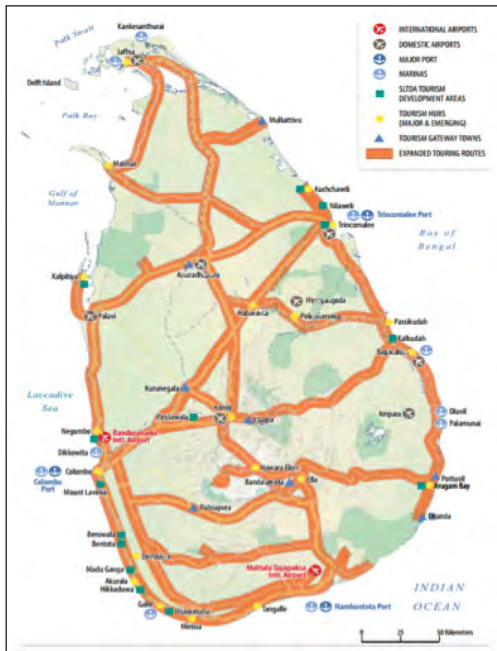 Palk Strait
Kankesanthurai
Jaffna
Delft Island
Palk Bay
Mullaittivu
INTERNATIONAL AIRPORTS
DOMESTIC AIRPORTS
MAJOR PORT
MARINAS
SLTDA TOURISM
DEVELOPMENT AREAS
TOURISM HUBS
(MAJOR & EMERGING)
TOURISM GATEWAY TOWNS
EXPANDED TOURING ROUTES
Mannar
Gulf of
Mannar
Kuchchaveli
Nilaweli
Trincomalee Port
Trincomalee
Bay of
Bengal
Anuradhapura
Kalpitiya
Palavi
Habarana
Hingurakgoda
Polonnaruwa
Passikudah
Kalkudah
Batticaloa
Laccadive
Sea
Kurunegala
Pinnawala
Kandy
Ampara
Oluvil
Palamunai
Negombo
Bandaranaike
Intl. Airport
Dikkowita
Colombo
Colombo
Port
Mount Lavinia
Nuwara Eliya
Bandarawela
Ella
Pottuvil
Arugam Bay
Ratnapura
Beruwala
Bentota
Deniyaya
Madu Ganga
Akurala
Hikkaduwa
Galle
Unawatuna
Mirissa
Tangalle
Mattala Rajapaksa
Intl. Airport
Hambantota Port
INDIAN
OCEAN
0 25 50 Kilometers